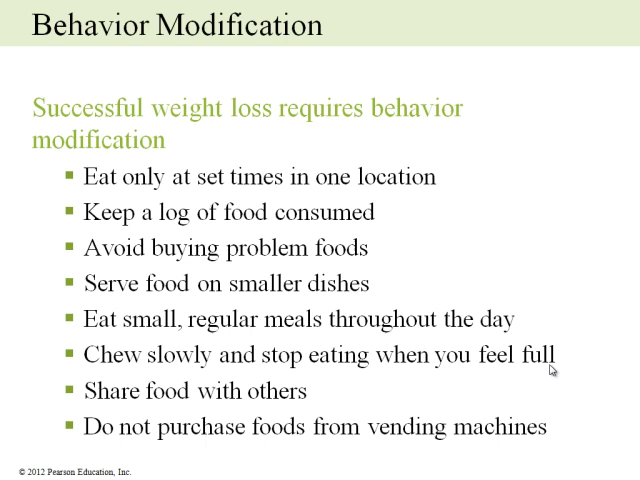 Behavior Modification
Successful weight loss requires behavior
modification
Eat only at set times in one location
Keep a log of food consumed
Avoid buying problem foods
Serve food on smaller dishes
Eat small, regular meals throughout the day
Chew slowly and stop eating when you feel full
Share food with others
Do not purchase foods from vending machines
© 2012 Pearson Education, Inc.